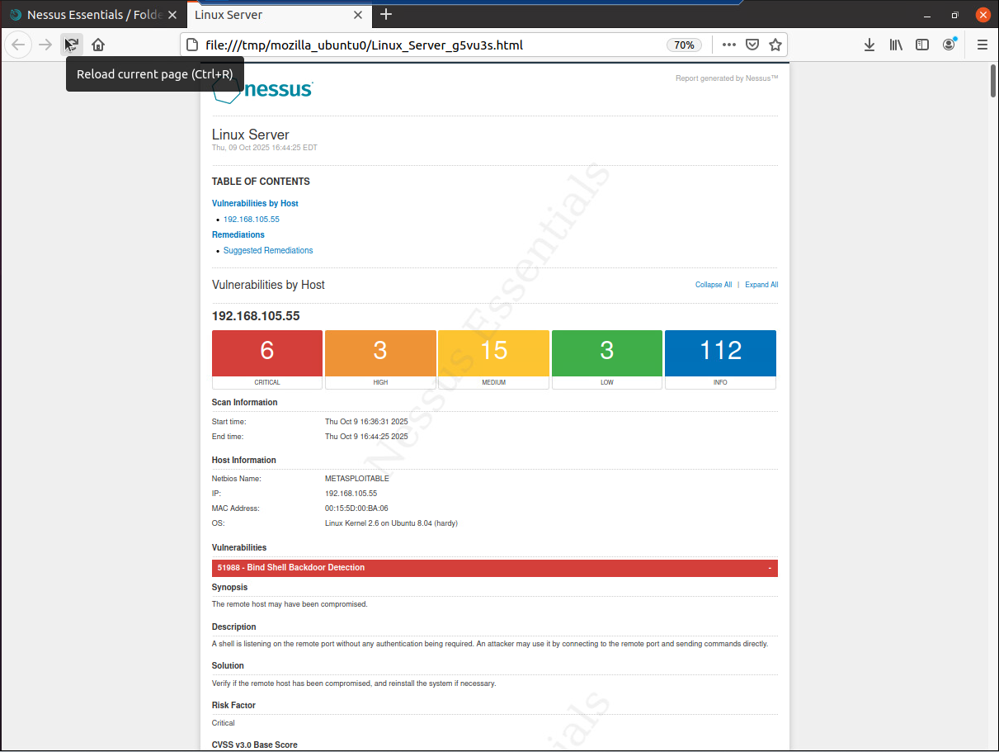 Nessus Essentials / Folde
Linux Server
file:///tmp/mozilla_ubuntu0/Linux_Server_g5vu3s.html
70%
Reload current page (Ctrl+R)
nessus
Report generated by Nessus™
Linux Server
Thu, 09 Oct 2025 16:44:25 EDT
TABLE OF CONTENTS
Vulnerabilities by Host
• 192.168.105.55
Remediations
• Suggested Remediations
Vulnerabilities by Host
Collapse All | Expand All
192.168.105.55
6 3 15 3 112
CRITICAL HIGH MEDIUM LOW INFO
Scan Information
Start time: Thu Oct 9 16:36:31 2025
End time: Thu Oct 9 16:44:25 2025
Host Information
Netbios Name: METASPLOITABLE
IP: 192.168.105.55
MAC Address: 00:15:5D:00:BA:06
OS: Linux Kernel 2.6 on Ubuntu 8.04 (hardy)
Vulnerabilities
51988 - Bind Shell Backdoor Detection -
Synopsis
The remote host may have been compromised.
Description
A shell is listening on the remote port without any authentication being required. An attacker may use it by connecting to the remote port and sending commands directly.
Solution
Verify if the remote host has been compromised, and reinstall the system if necessary.
Risk Factor
Critical
CVSS v3.0 Base Score
Nessus Essentials
ials